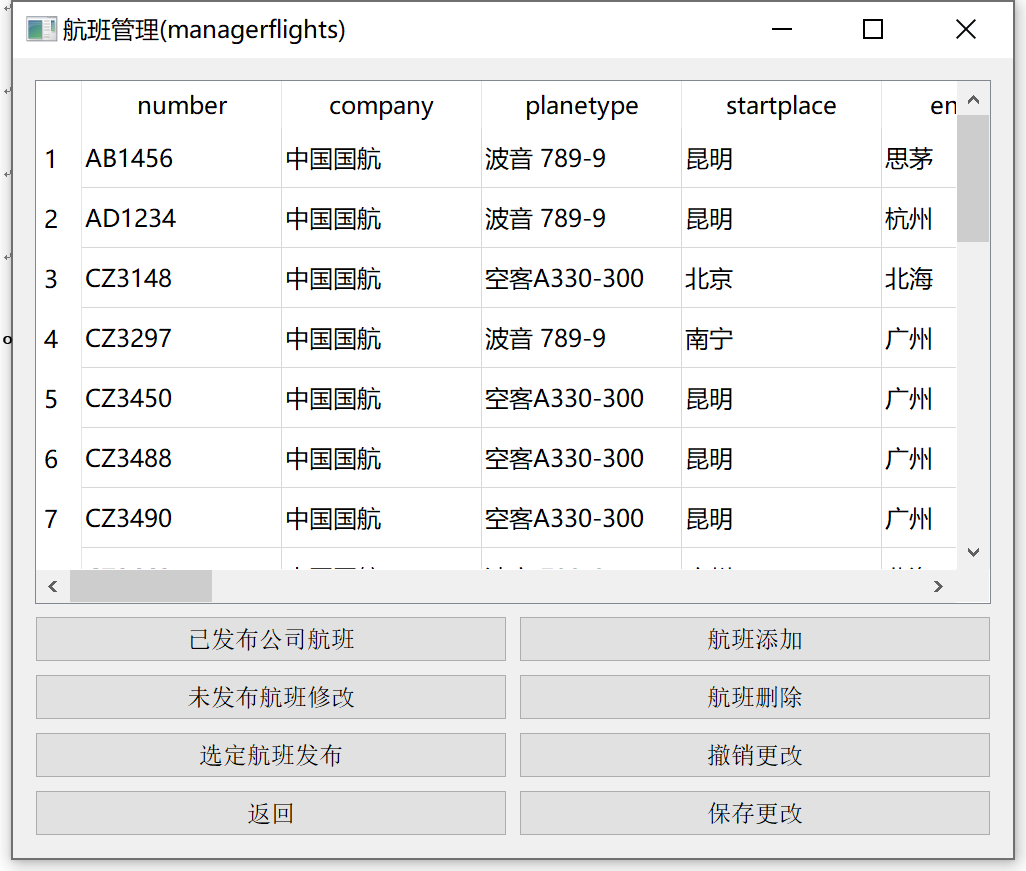 航班管理(managerflights)
number company planetype startplace en
1 AB1456 中国国航 波音 789-9 昆明 思茅
2 AD1234 中国国航 波音 789-9 昆明 杭州
3 CZ3148 中国国航 空客A330-300 北京 北海
4 CZ3297 中国国航 波音 789-9 南宁 广州
5 CZ3450 中国国航 空客A330-300 昆明 广州
6 CZ3488 中国国航 空客A330-300 昆明 广州
7 CZ3490 中国国航 空客A330-300 昆明 广州
已发布公司航班 航班添加
未发布航班修改 航班删除
选定航班发布 撤销更改
返回 保存更改